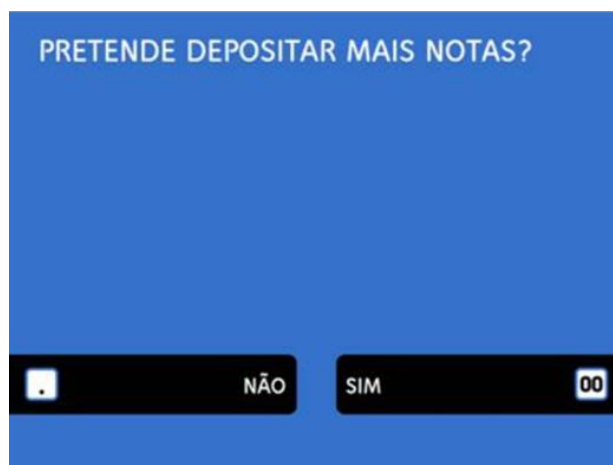 PRETENDE DEPOSITAR MAIS NOTAS?
. NÃO SIM 00